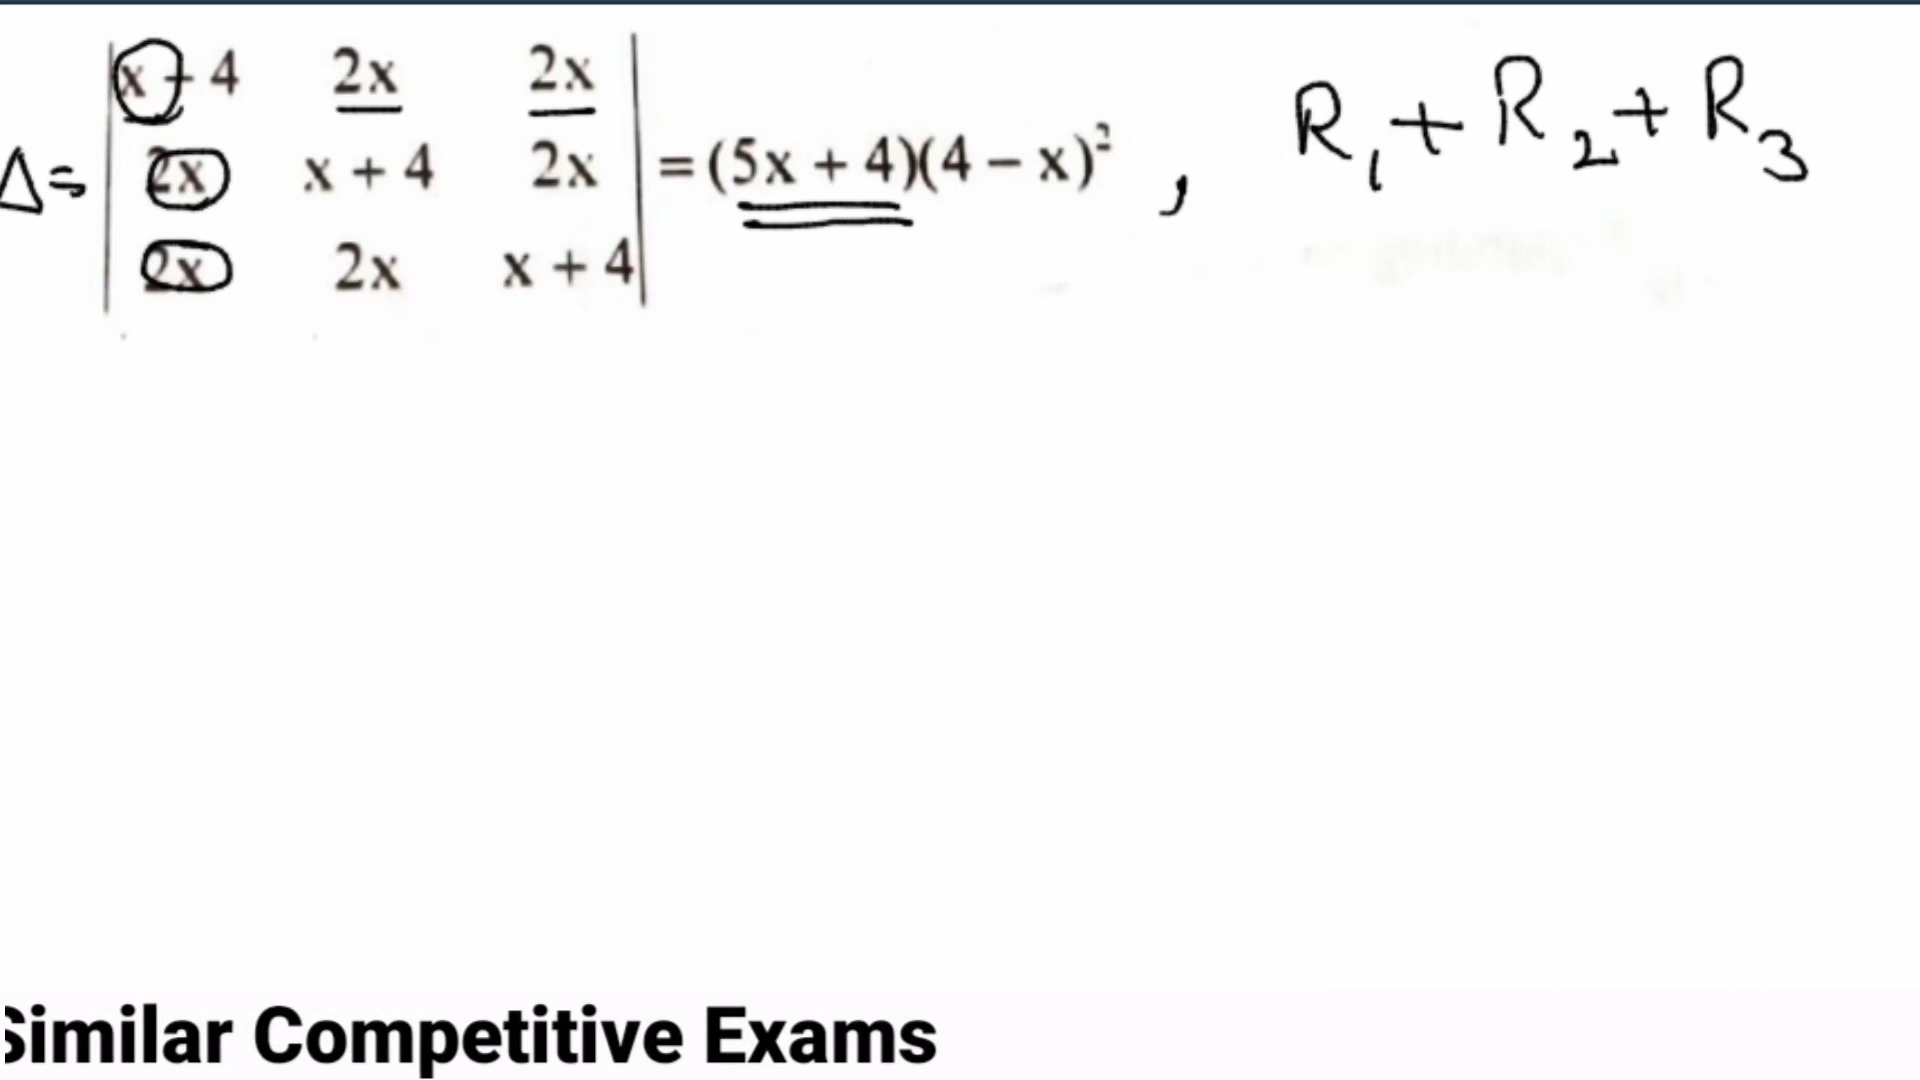 x + 4 2x 2x
Δ = 2x x + 4 2x = (5x + 4)(4 − x)² , R₁ + R₂ + R₃
2x 2x x + 4
Similar Competitive Exams